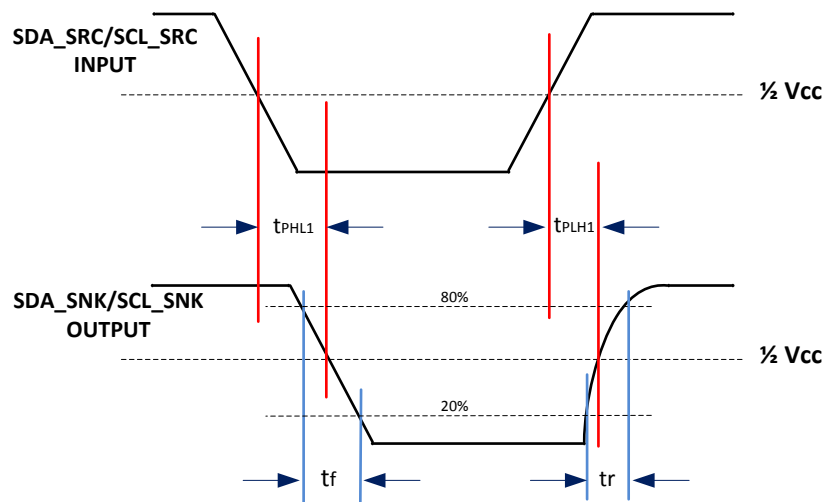 SDA_SRC/SCL_SRC
INPUT
½ Vcc
tPHL1
tPLH1
SDA_SNK/SCL_SNK
OUTPUT
80%
½ Vcc
20%
tf
tr